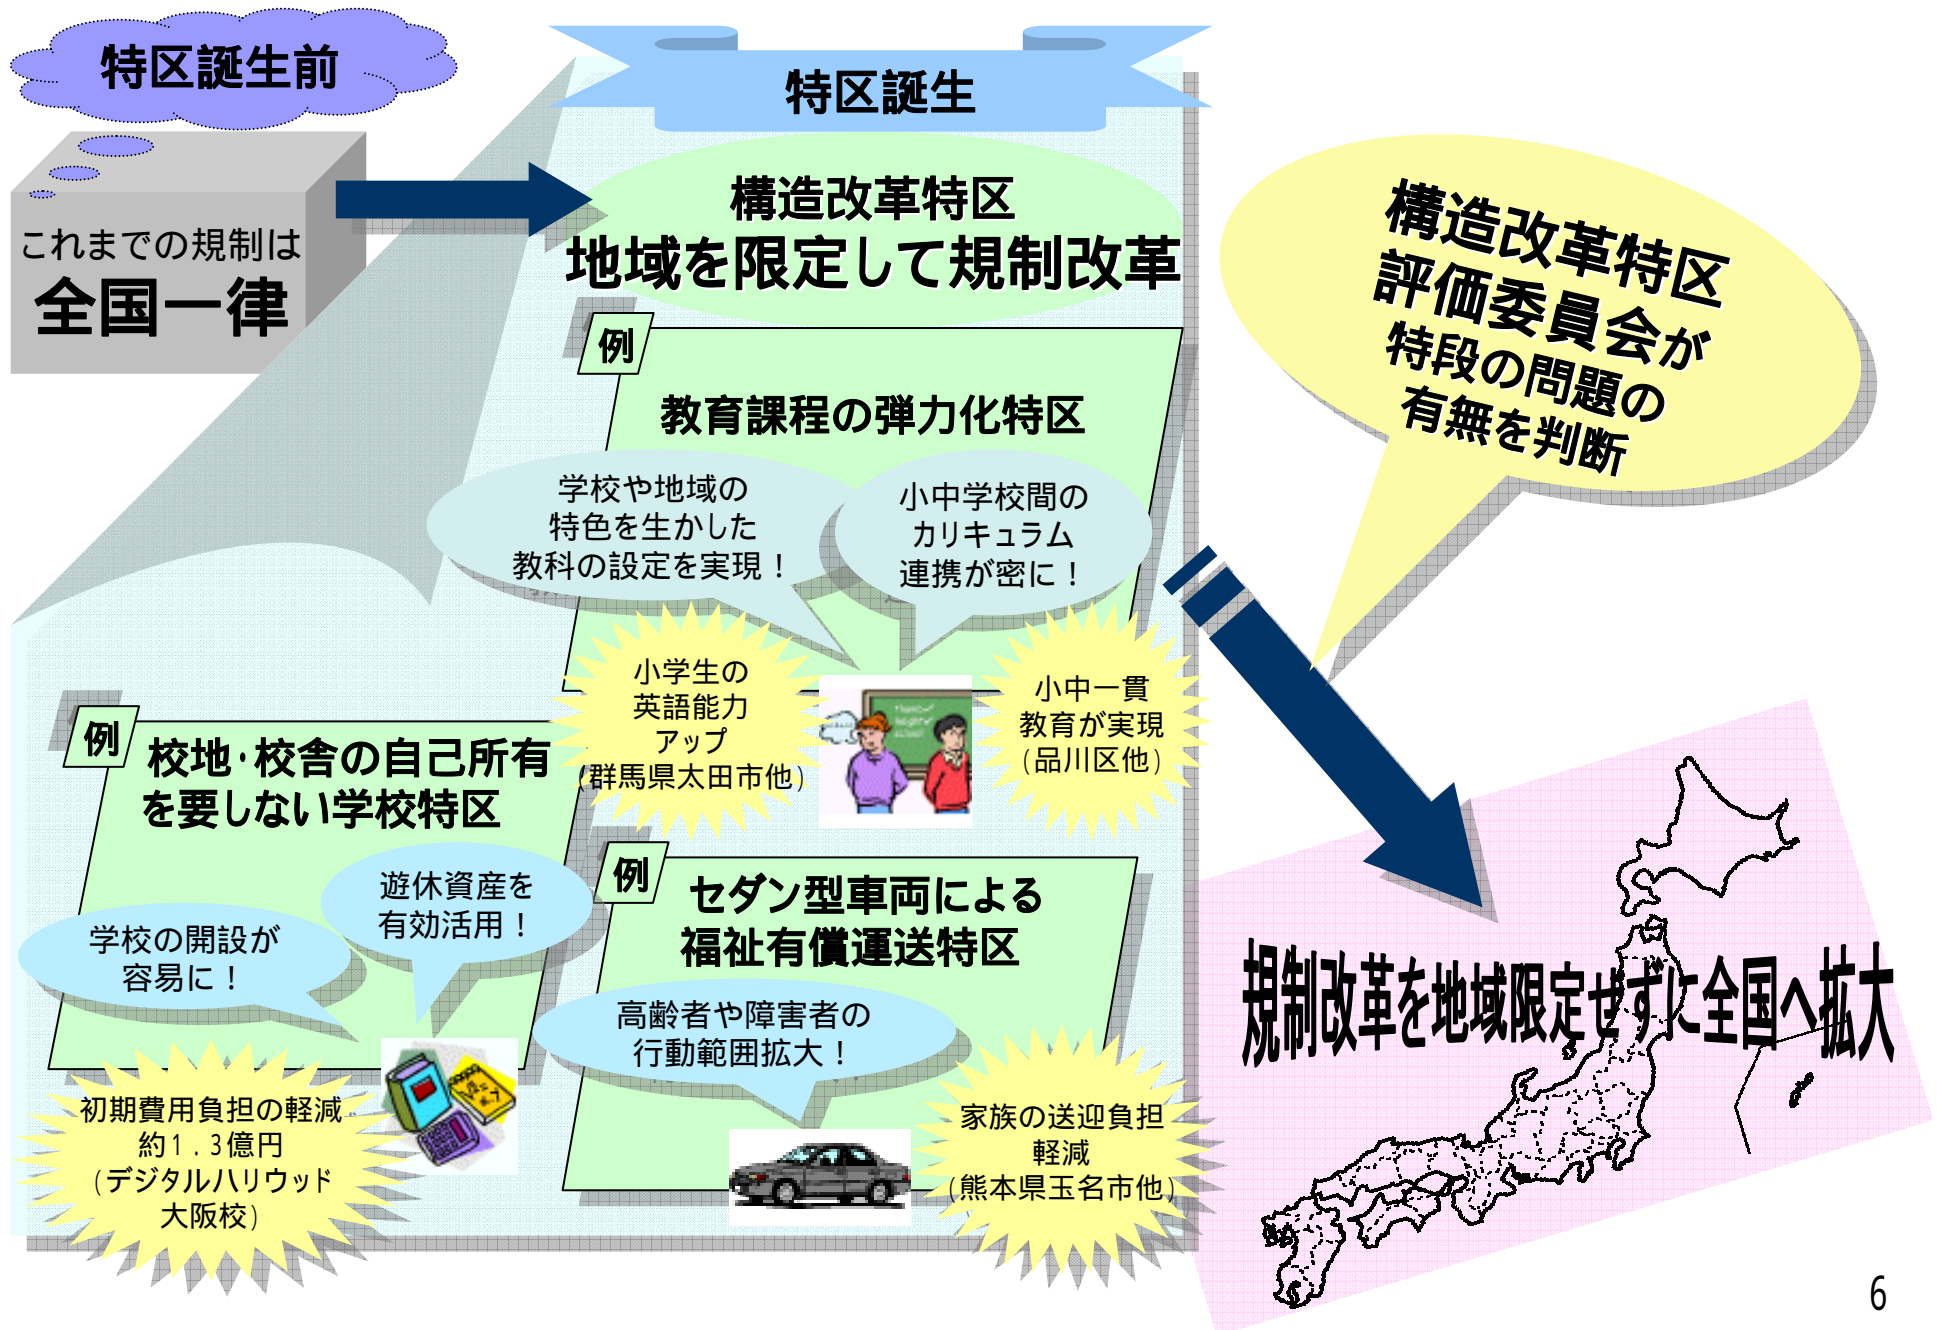 特区誕生前
これまでの規制は
全国一律
特区誕生
構造改革特区
地域を限定して規制改革
例
教育課程の弾力化特区
学校や地域の
特色を生かした
教科の設定を実現！
小中学校間の
カリキュラム
連携が密に！
小学生の
英語能力
アップ
(群馬県太田市他)
小中一貫
教育が実現
(品川区他)
例
校地・校舎の自己所有
を要しない学校特区
学校の開設が
容易に！
遊休資産を
有効活用！
初期費用負担の軽減
約1.3億円
(デジタルハリウッド
大阪校)
例
セダン型車両による
福祉有償運送特区
高齢者や障害者の
行動範囲拡大！
家族の送迎負担
軽減
(熊本県玉名市他)
構造改革特区
評価委員会が
特段の問題の
有無を判断
規制改革を地域限定せずに全国へ拡大
6